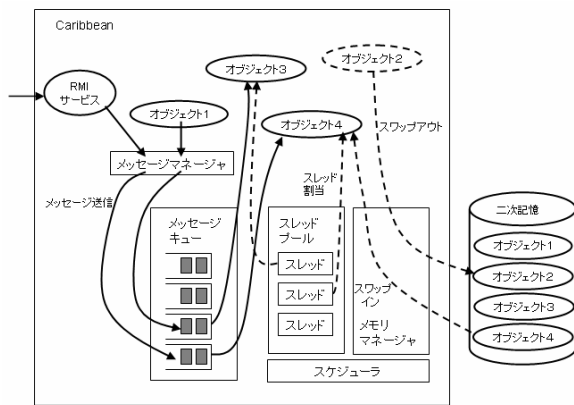 Caribbean
オブジェクト3
オブジェクト2
RMI
サービス
オブジェクト1
オブジェクト4
スワップアウト
メッセージマネージャ
スレッド
割当
メッセージ送信
メッセージ
キュー
スレッド
プール
スレッド
スレッド
スレッド
スワップ
イン
メモリ
マネージャ
スケジューラ
二次記憶
オブジェクト1
オブジェクト2
オブジェクト3
オブジェクト4